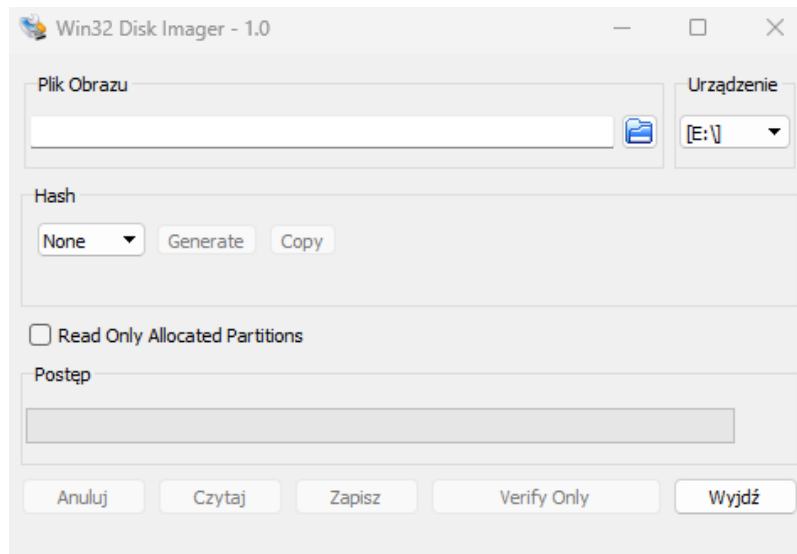 Win32 Disk Imager - 1.0
Plik Obrazu
Urządzenie
[E:\]
Hash
None
Generate
Copy
Read Only Allocated Partitions
Postęp
Anuluj
Czytaj
Zapisz
Verify Only
Wyjdź